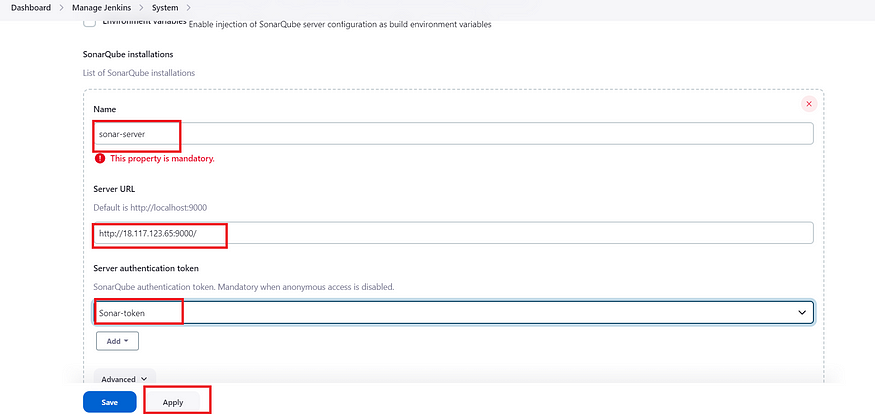 Dashboard > Manage Jenkins > System >
Environment variables Enable injection of SonarQube server configuration as build environment variables
SonarQube installations
List of SonarQube installations
Name
sonar-server
This property is mandatory.
Server URL
Default is http://localhost:9000
http://18.117.123.65:9000/
Server authentication token
SonarQube authentication token. Mandatory when anonymous access is disabled.
Sonar-token
Add
Advanced
Save Apply